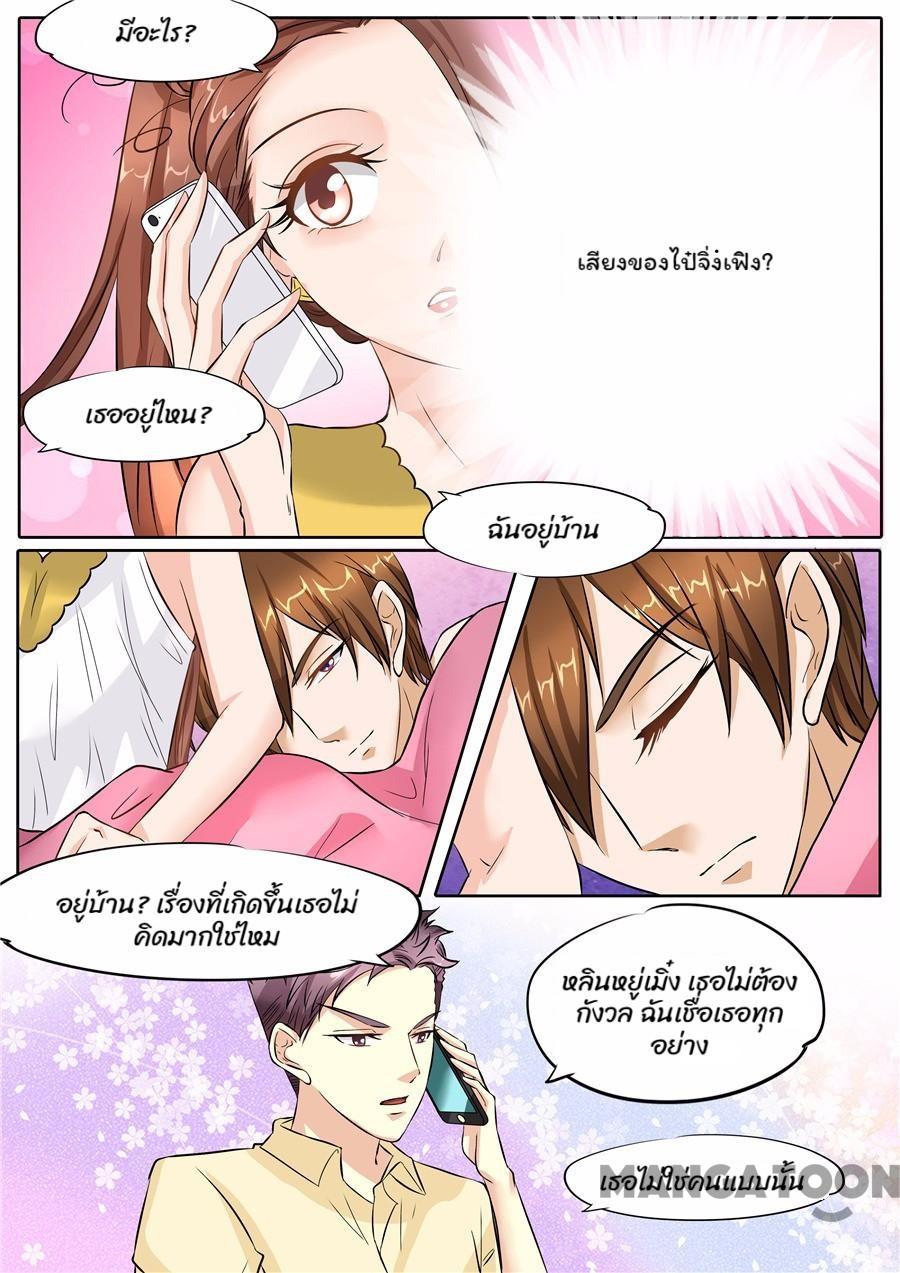 มีอะไร?
เสียงของไป๋จิ่งเฟิง?
เธออยู่ไหน?
ฉันอยู่บ้าน
อยู่บ้าน? เรื่องที่เกิดขึ้นเธอไม่
คิดมากใช่ไหม
หลินหยู่เมิ๋ง เธอไม่ต้อง
กังวล ฉันเชื่อเธอทุก
อย่าง
เธอไม่ใช่คนแบบนั้น
MANGATOON